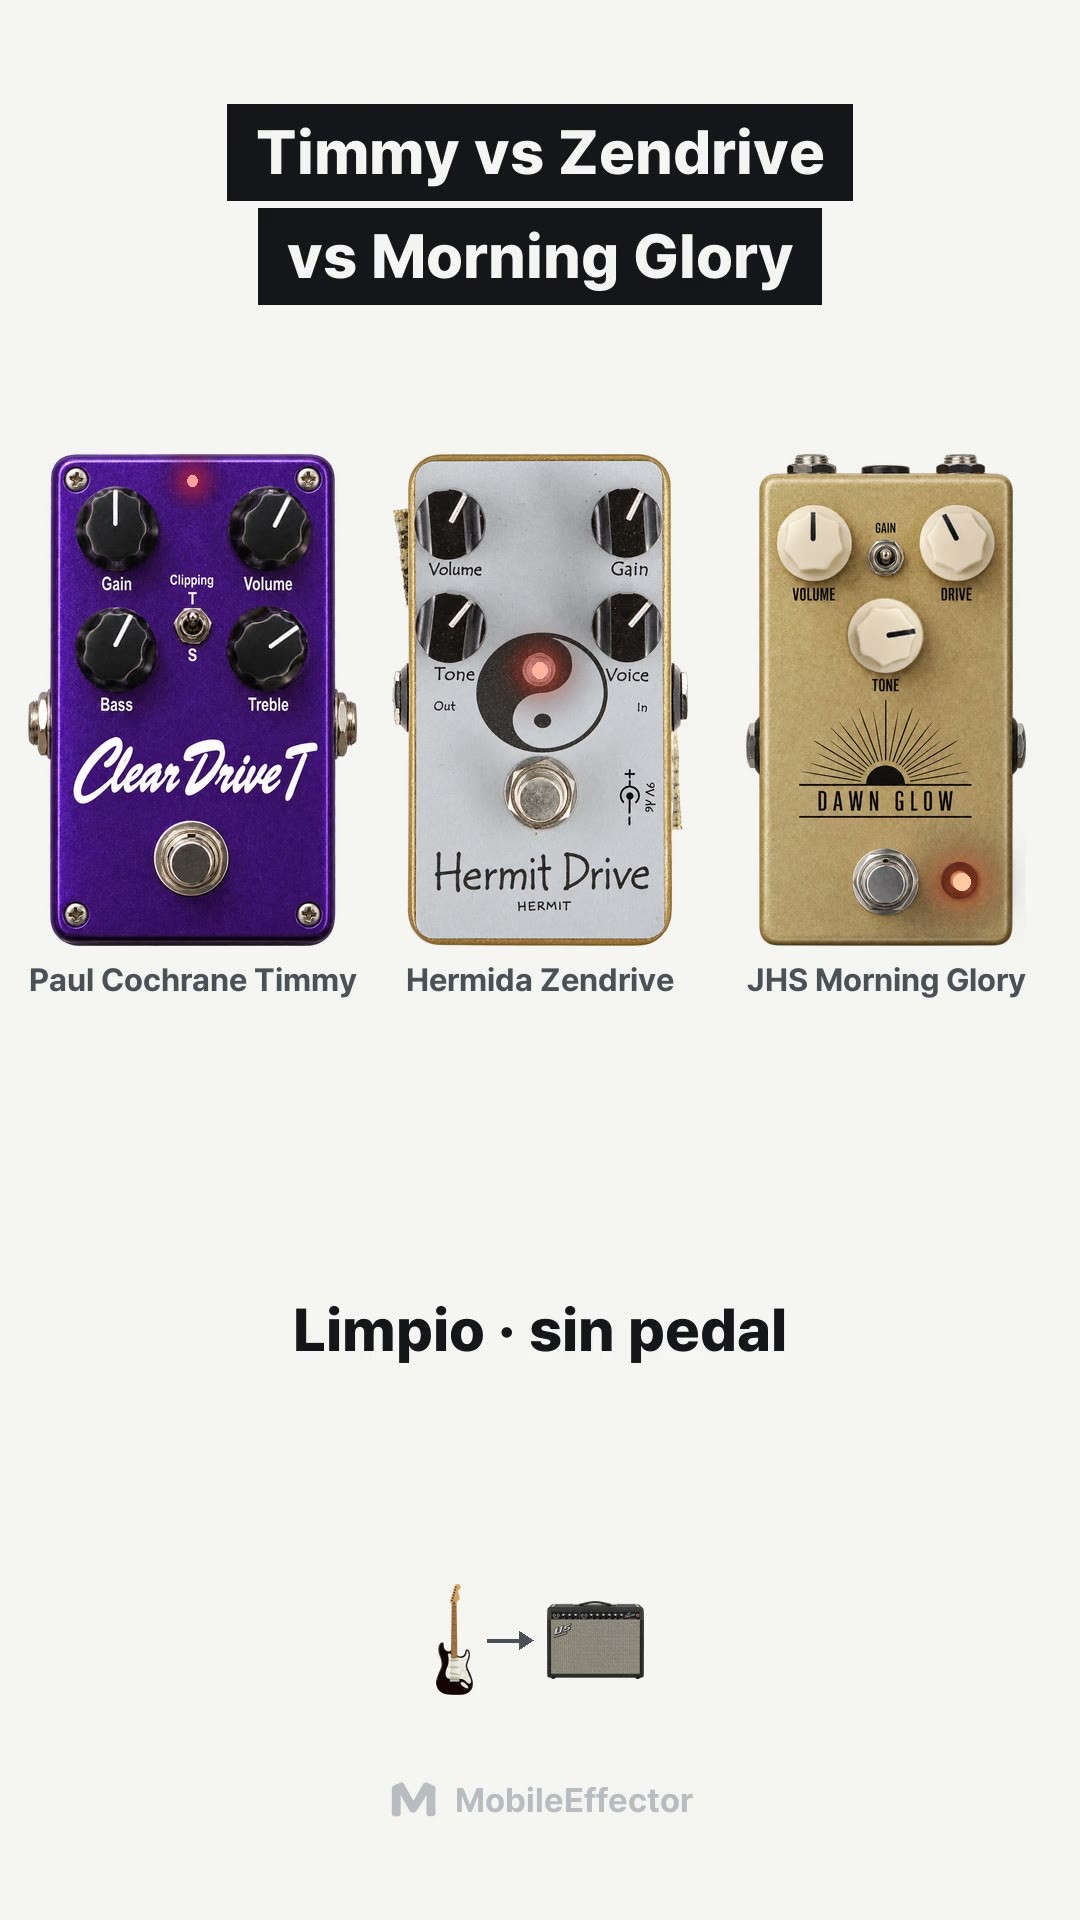 Timmy vs Zendrive
vs Morning Glory
Gain
Clipping
T
Volume
S
Bass
Treble
Clear Drive T
Volume
Gain
Tone
Voice
Out
In
9V
Hermit Drive
HERMIT
GAIN
VOLUME
DRIVE
TONE
DAWN GLOW
Paul Cochrane Timmy
Hermida Zendrive
JHS Morning Glory
Limpio · sin pedal
MobileEffector